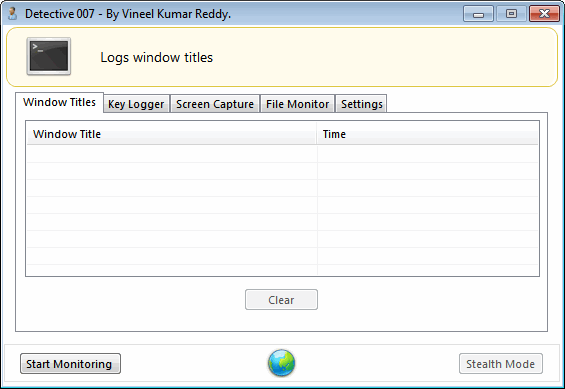 Detective 007 - By Vineel Kumar Reddy.
>_
Logs window titles
Window Titles Key Logger Screen Capture File Monitor Settings
Window Title Time
Clear
Start Monitoring Stealth Mode